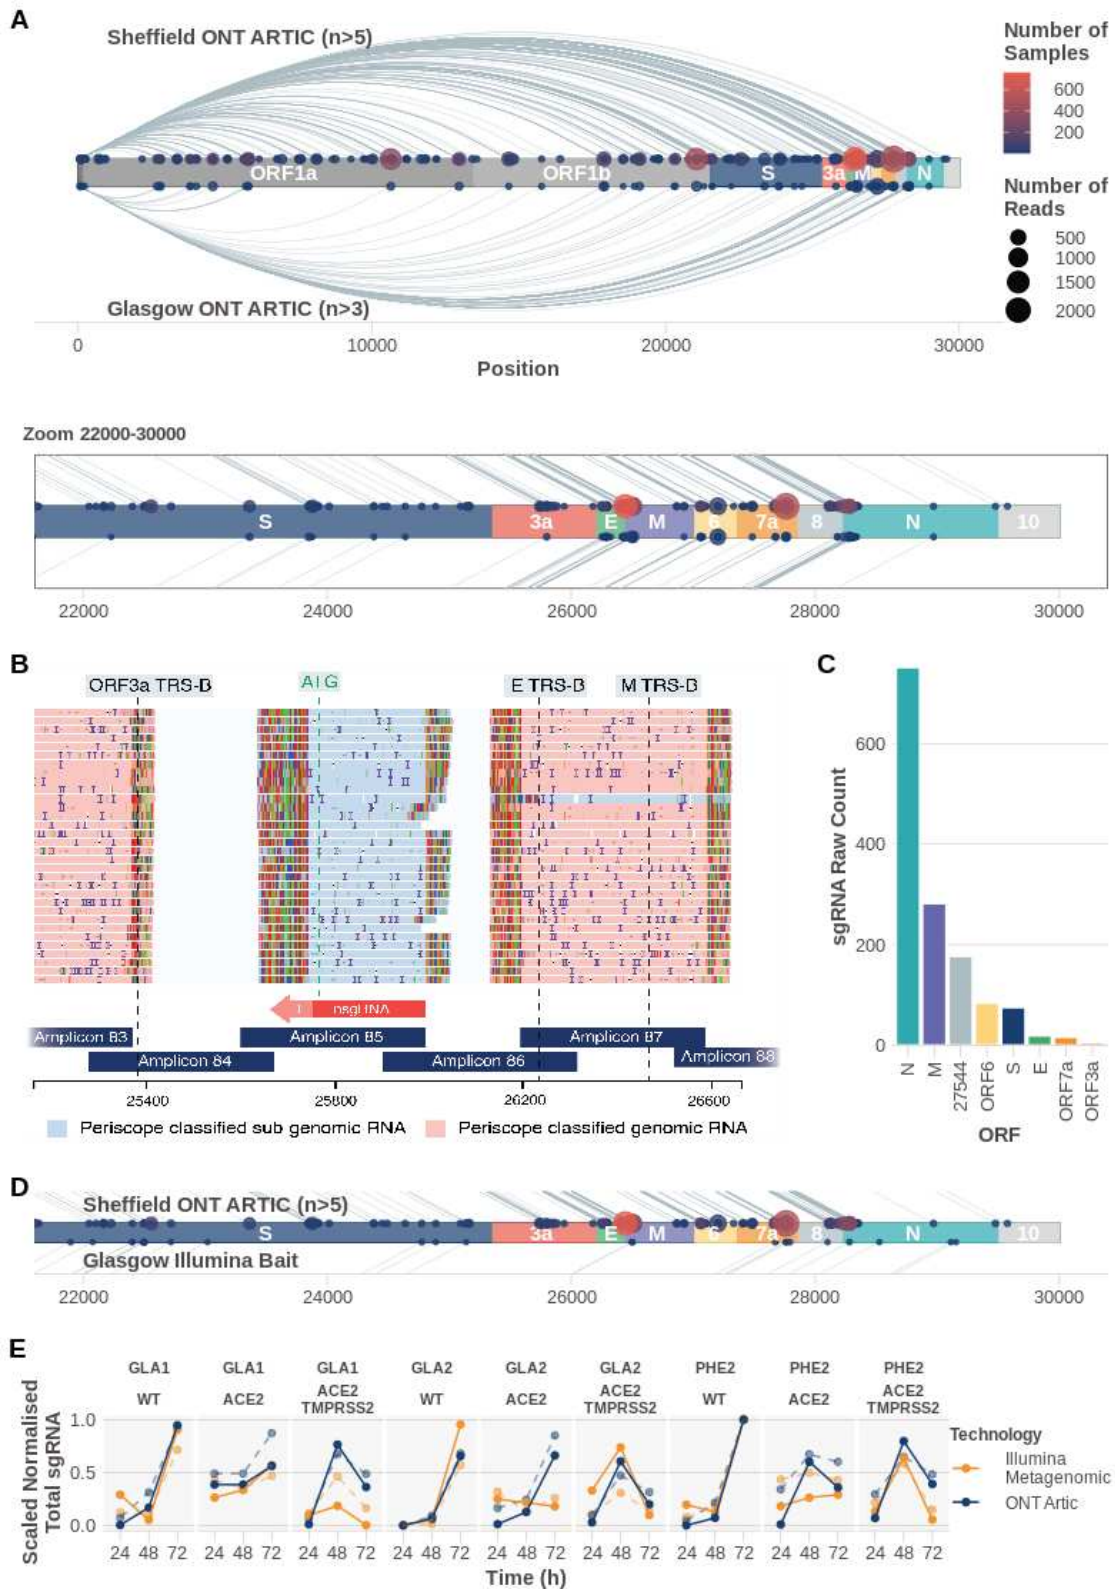 A
Sheffield ONT ARTIC (n>5)
Number of
Samples
600
400
200
ORF1a
ORF1b
S
3a
M
N
Number of
Reads
500
1000
1500
2000
Glasgow ONT ARTIC (n>3)
0
10000
20000
30000
Position
Zoom 22000-30000
S
3a
E
M
6
7a
8
N
10
22000
24000
26000
28000
30000
B
ORF3a TRS-B
E TRS-B
M TRS-B
Amplicon 83
Amplicon 85
Amplicon 87
Amplicon 84
Amplicon 86
Amplicon 88
25400
25800
26200
26600
Periscope classified sub genomic RNA
Periscope classified genomic RNA
C
sgRNA Raw Count
600
400
200
0
N
M
27544
ORF6
S
E
ORF7a
ORF3a
ORF
D
Sheffield ONT ARTIC (n>5)
S
3a
E
M
6
7a
8
N
10
Glasgow Illumina Bait
22000
24000
26000
28000
30000
E
GLA1 GLA1 GLA1 GLA2 GLA2 GLA2 PHE2 PHE2 PHE2
WT ACE2 ACE2 TMPRSS2 WT ACE2 ACE2 TMPRSS2 WT ACE2 ACE2 TMPRSS2
Scaled Normalised
Total sgRNA
1.0
0.5
0.0
Technology
Illumina
Metagenomic
ONT Artic
24 48 72 24 48 72 24 48 72 24 48 72 24 48 72 24 48 72 24 48 72 24 48 72 24 48 72
Time (h)